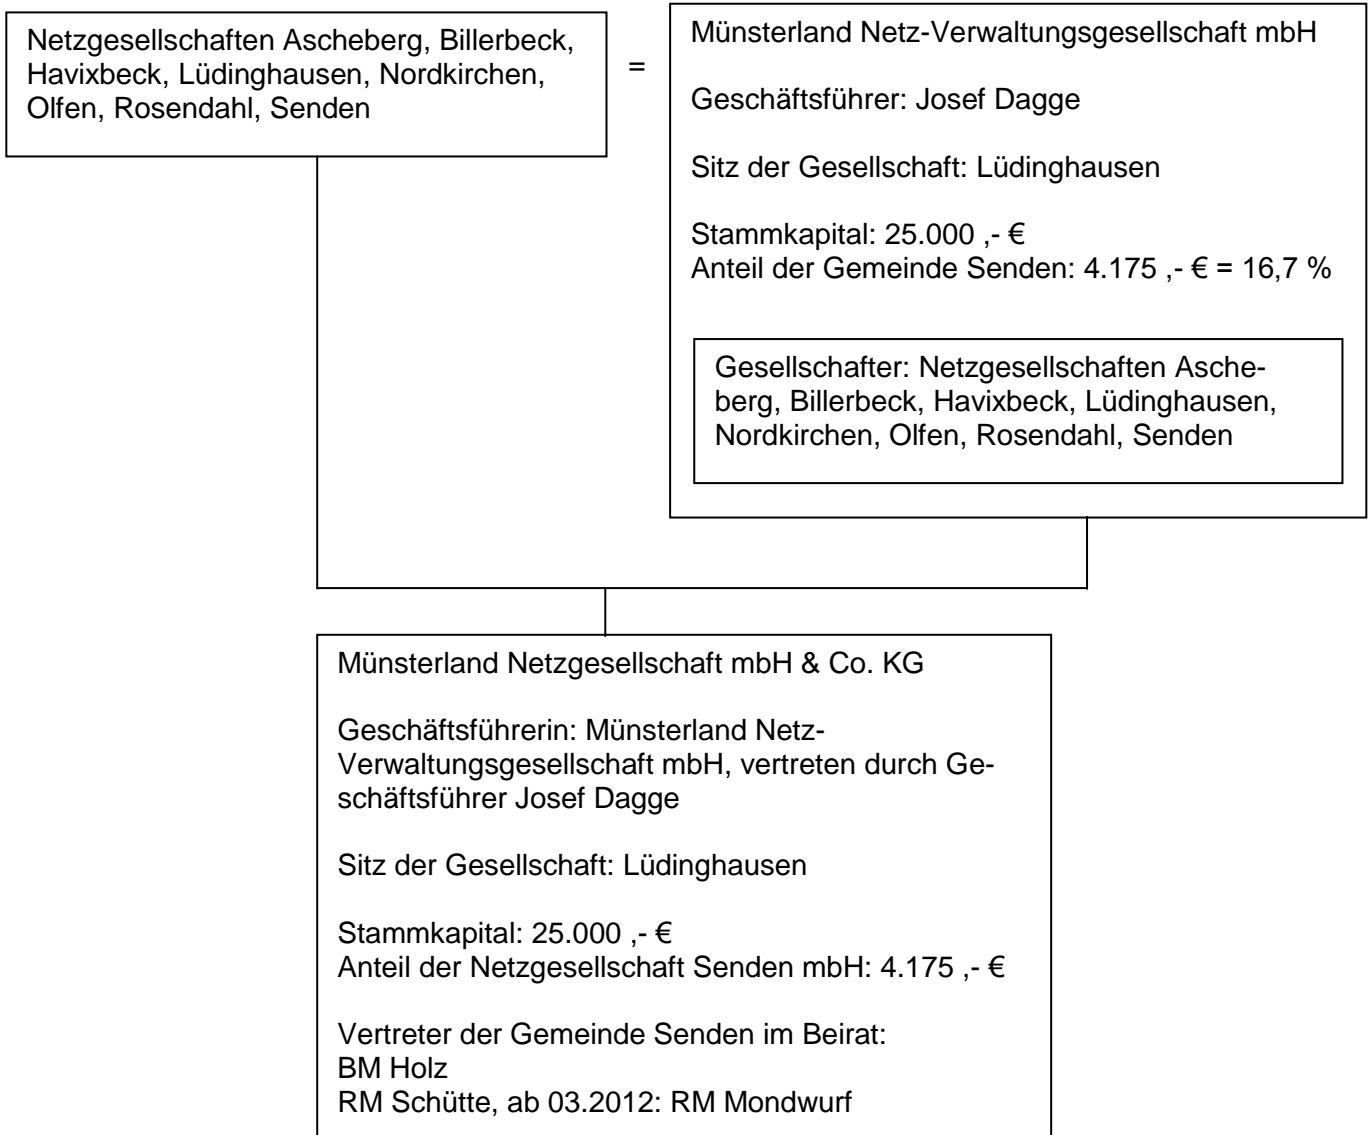 Netzgesellschaften Ascheberg, Billerbeck,
Havixbeck, Lüdinghausen, Nordkirchen,
Olfen, Rosendahl, Senden
=
Münsterland Netz-Verwaltungsgesellschaft mbH
Geschäftsführer: Josef Dagge
Sitz der Gesellschaft: Lüdinghausen
Stammkapital: 25.000 ,- €
Anteil der Gemeinde Senden: 4.175 ,- € = 16,7 %
Gesellschafter: Netzgesellschaften Asche-
berg, Billerbeck, Havixbeck, Lüdinghausen,
Nordkirchen, Olfen, Rosendahl, Senden
Münsterland Netzgesellschaft mbH & Co. KG
Geschäftsführerin: Münsterland Netz-
Verwaltungsgesellschaft mbH, vertreten durch Ge-
schäftsführer Josef Dagge
Sitz der Gesellschaft: Lüdinghausen
Stammkapital: 25.000 ,- €
Anteil der Netzgesellschaft Senden mbH: 4.175 ,- €
Vertreter der Gemeinde Senden im Beirat:
BM Holz
RM Schütte, ab 03.2012: RM Mondwurf